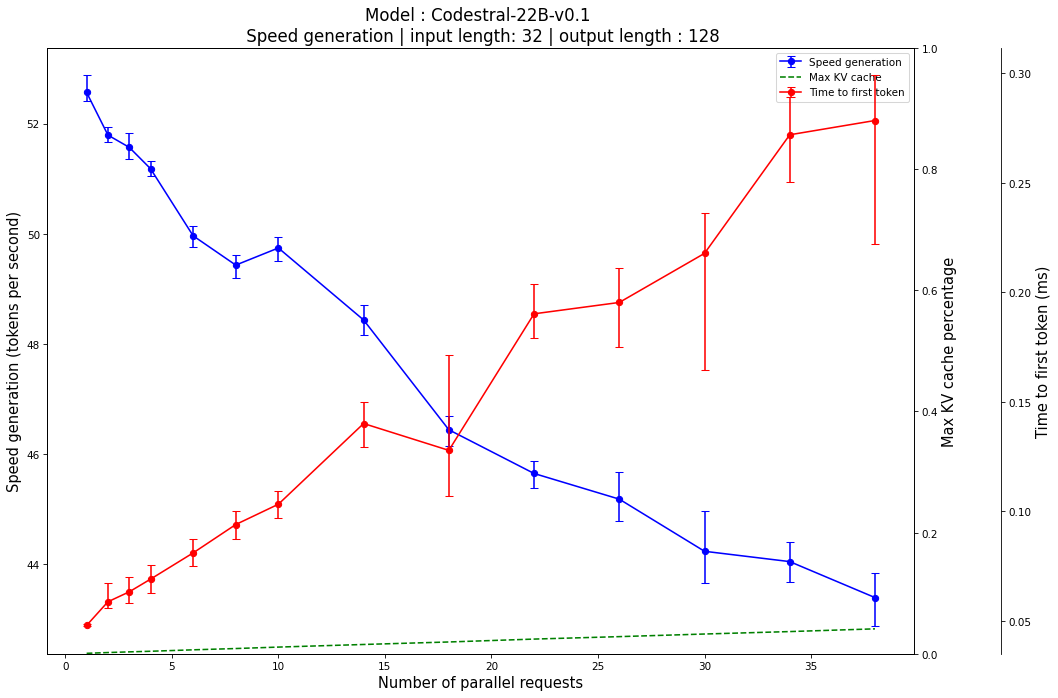 Model : Codestral-22B-v0.1
Speed generation | input length: 32 | output length : 128
Speed generation
Max KV cache
Time to first token
Speed generation (tokens per second)
52
50
48
46
44
1.0
0.8
0.6
0.4
0.2
0.0
Max KV cache percentage
0.30
0.25
0.20
0.15
0.10
0.05
Time to first token (ms)
0
5
10
15
20
25
30
35
Number of parallel requests